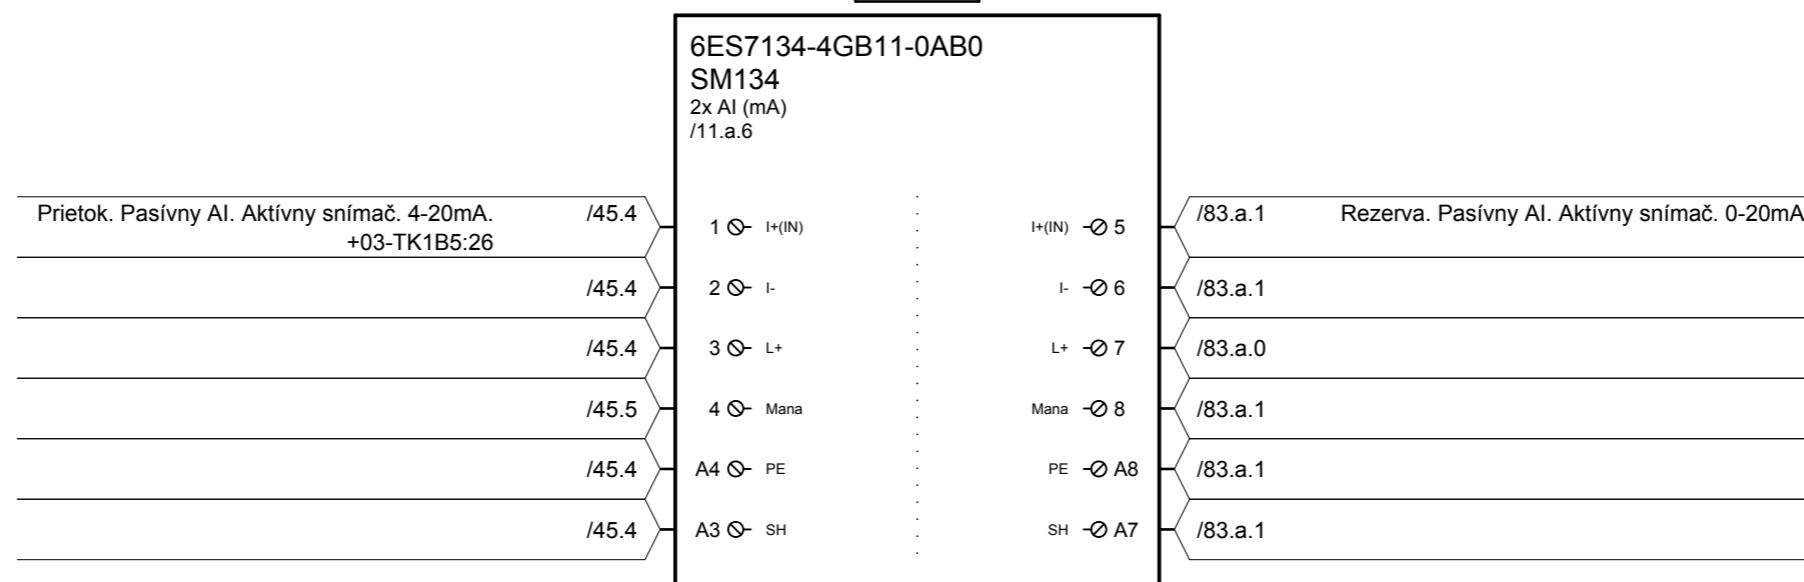 6ES7134-4GB11-0AB0
SM134
2x AI (mA)
/11.a.6
Prietok. Pasívny AI. Aktívny snímač. 4-20mA. /45.4 1 I+(IN) I+(IN) 5 /83.a.1 Rezerva. Pasívny AI. Aktívny snímač. 0-20mA
+03-TK1B5:26
/45.4 2 I- I- 6 /83.a.1
/45.4 3 L+ L+ 7 /83.a.0
/45.5 4 Mana Mana 8 /83.a.1
/45.4 A4 PE PE A8 /83.a.1
/45.4 A3 SH SH A7 /83.a.1